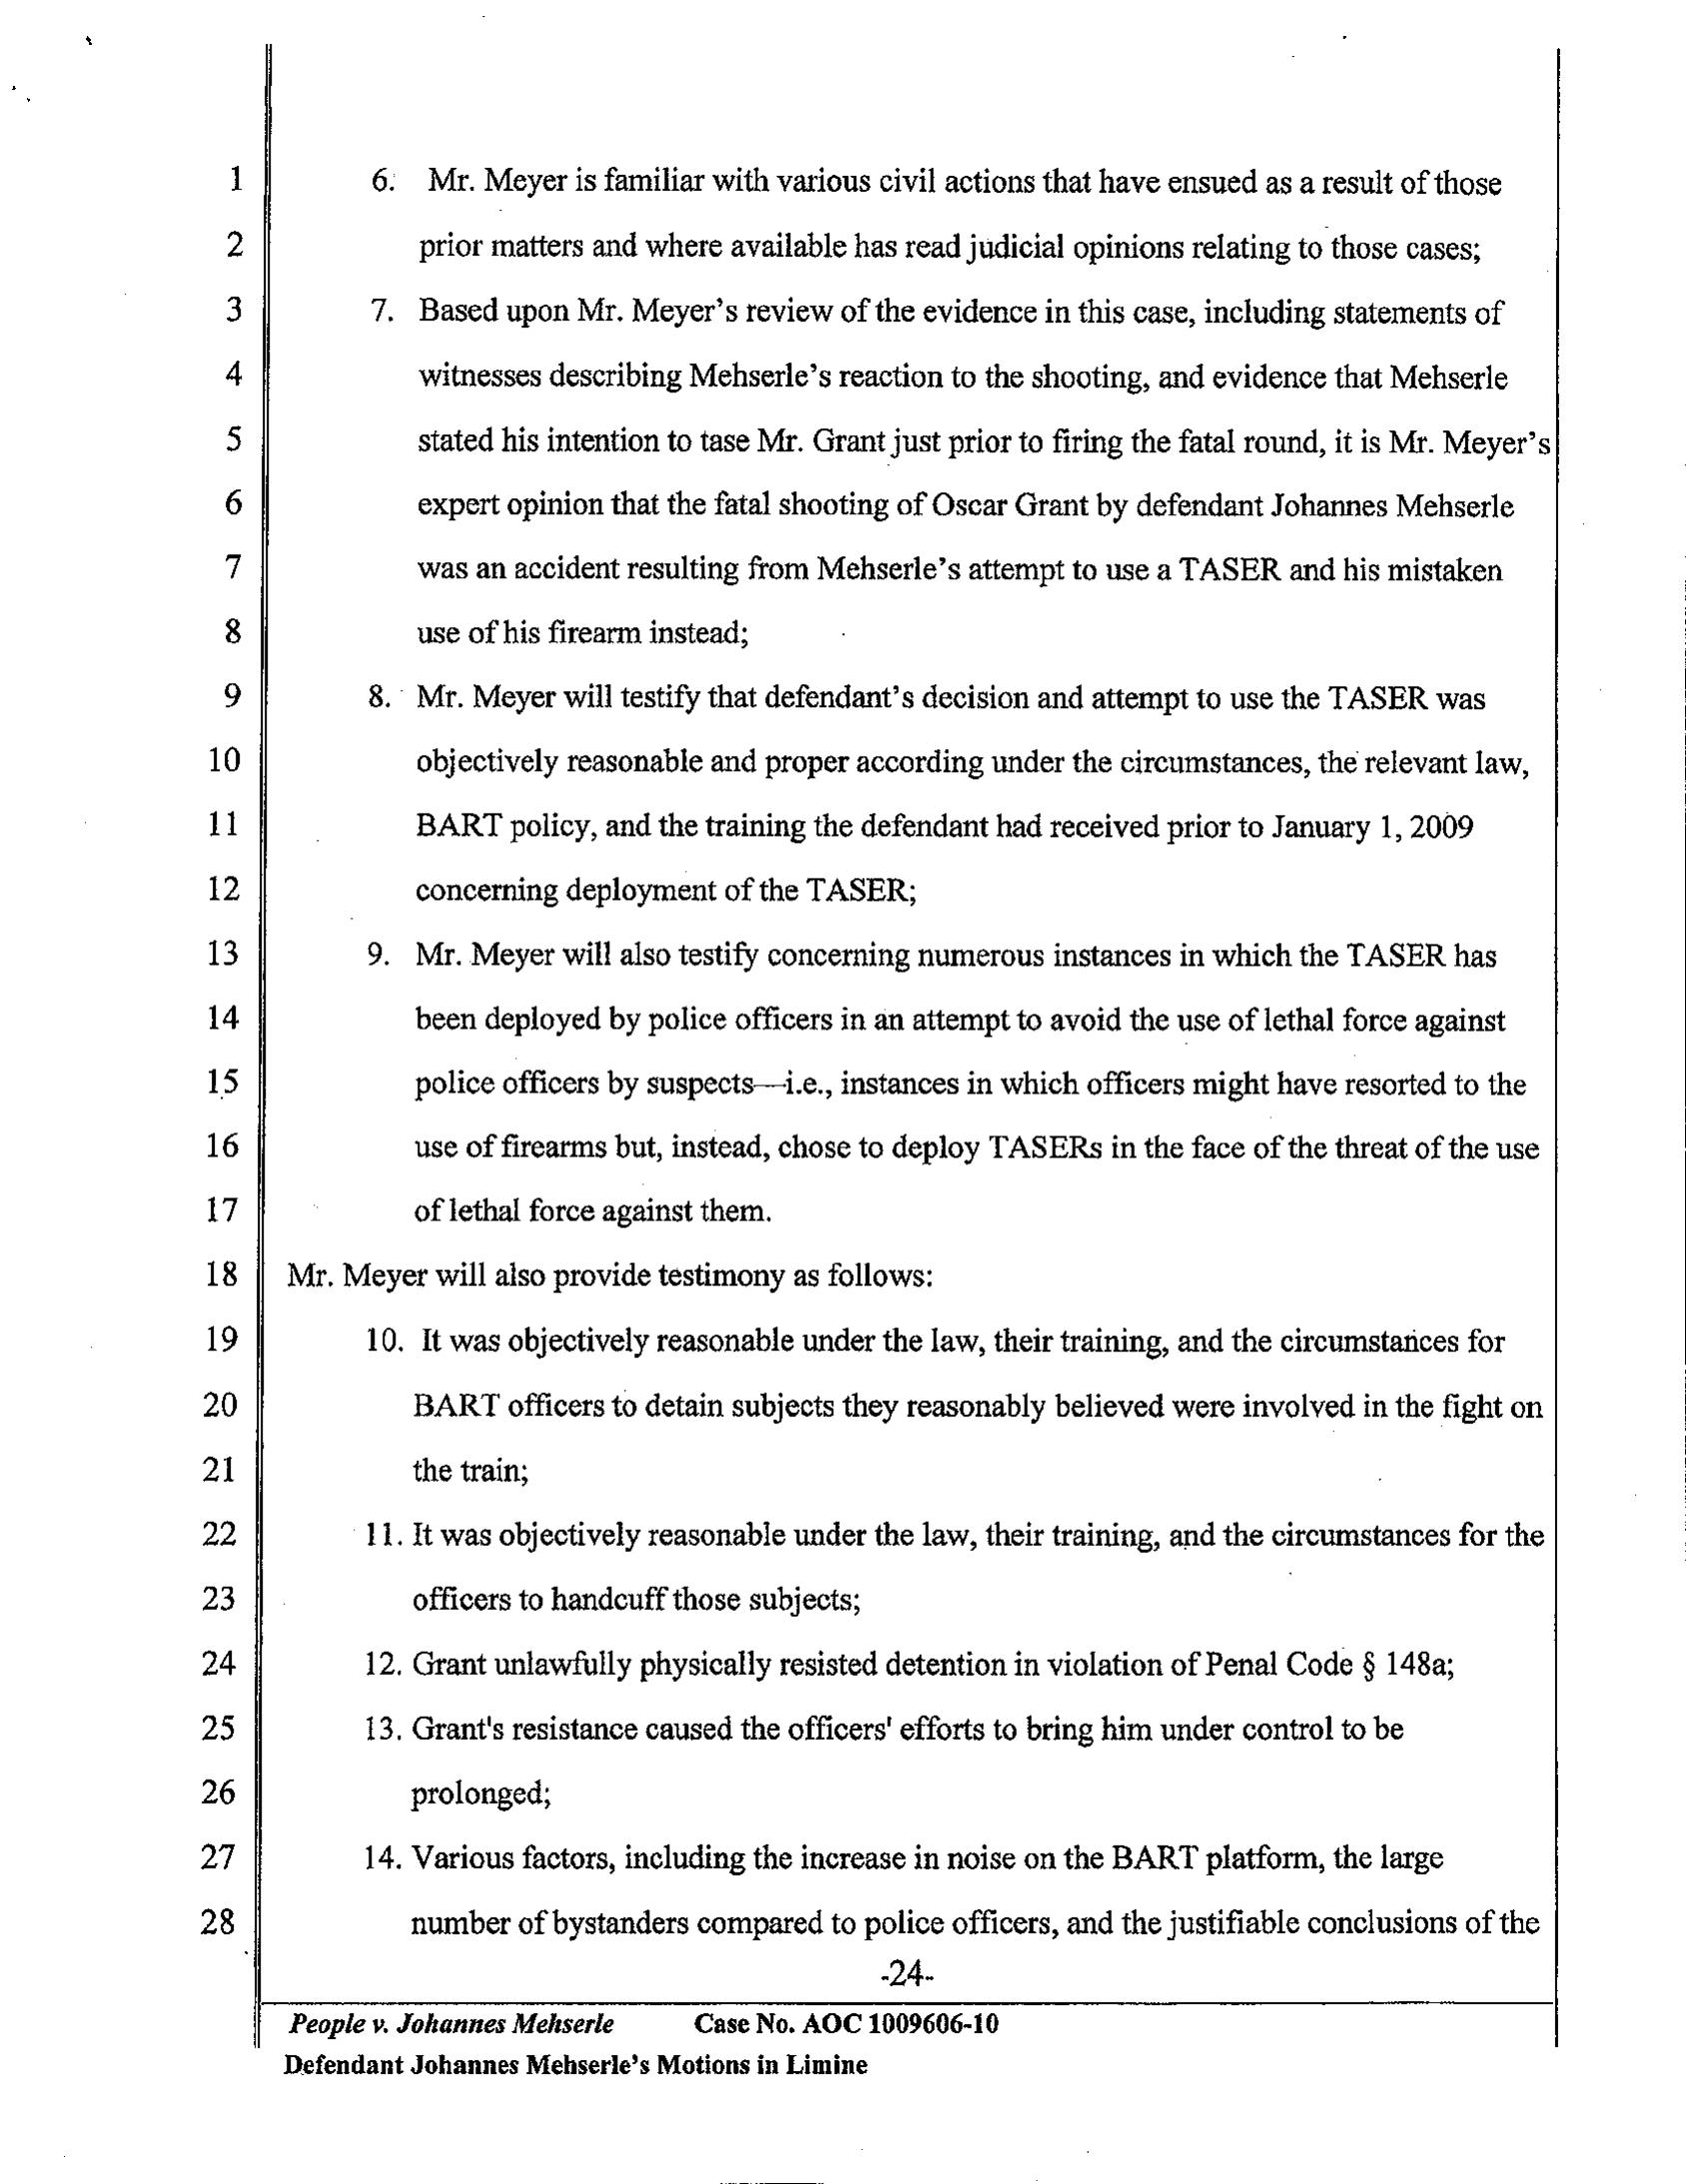 1 6. Mr. Meyer is familiar with various civil actions that have ensued as a result of those
2 prior matters and where available has read judicial opinions relating to those cases;
3 7. Based upon Mr. Meyer's review of the evidence in this case, including statements of
4 witnesses describing Mehserle's reaction to the shooting, and evidence that Mehserle
5 stated his intention to tase Mr. Grant just prior to firing the fatal round, it is Mr. Meyer's
6 expert opinion that the fatal shooting of Oscar Grant by defendant Johannes Mehserle
7 was an accident resulting from Mehserle's attempt to use a TASER and his mistaken
8 use of his firearm instead;
9 8. Mr. Meyer will testify that defendant's decision and attempt to use the TASER was
10 objectively reasonable and proper according under the circumstances, the relevant law,
11 BART policy, and the training the defendant had received prior to January 1, 2009
12 concerning deployment of the TASER;
13 9. Mr. Meyer will also testify concerning numerous instances in which the TASER has
14 been deployed by police officers in an attempt to avoid the use of lethal force against
15 police officers by suspects—i.e., instances in which officers might have resorted to the
16 use of firearms but, instead, chose to deploy TASERs in the face of the threat of the use
17 of lethal force against them.
18 Mr. Meyer will also provide testimony as follows:
19 10. It was objectively reasonable under the law, their training, and the circumstances for
20 BART officers to detain subjects they reasonably believed were involved in the fight on
21 the train;
22 11. It was objectively reasonable under the law, their training, and the circumstances for the
23 officers to handcuff those subjects;
24 12. Grant unlawfully physically resisted detention in violation of Penal Code § 148a;
25 13. Grant's resistance caused the officers' efforts to bring him under control to be
26 prolonged;
27 14. Various factors, including the increase in noise on the BART platform, the large
28 number of bystanders compared to police officers, and the justifiable conclusions of the
-24-
People v. Johannes Mehserle Case No. AOC 1009606-10
Defendant Johannes Mehserle's Motions in Limine